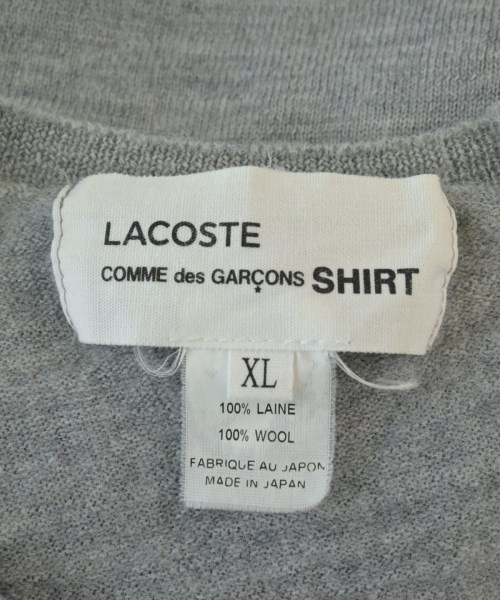 LACOSTE
COMME des GARÇONS SHIRT
XL
100% LAINE
100% WOOL
FABRIQUE AU JAPON
MADE IN JAPAN